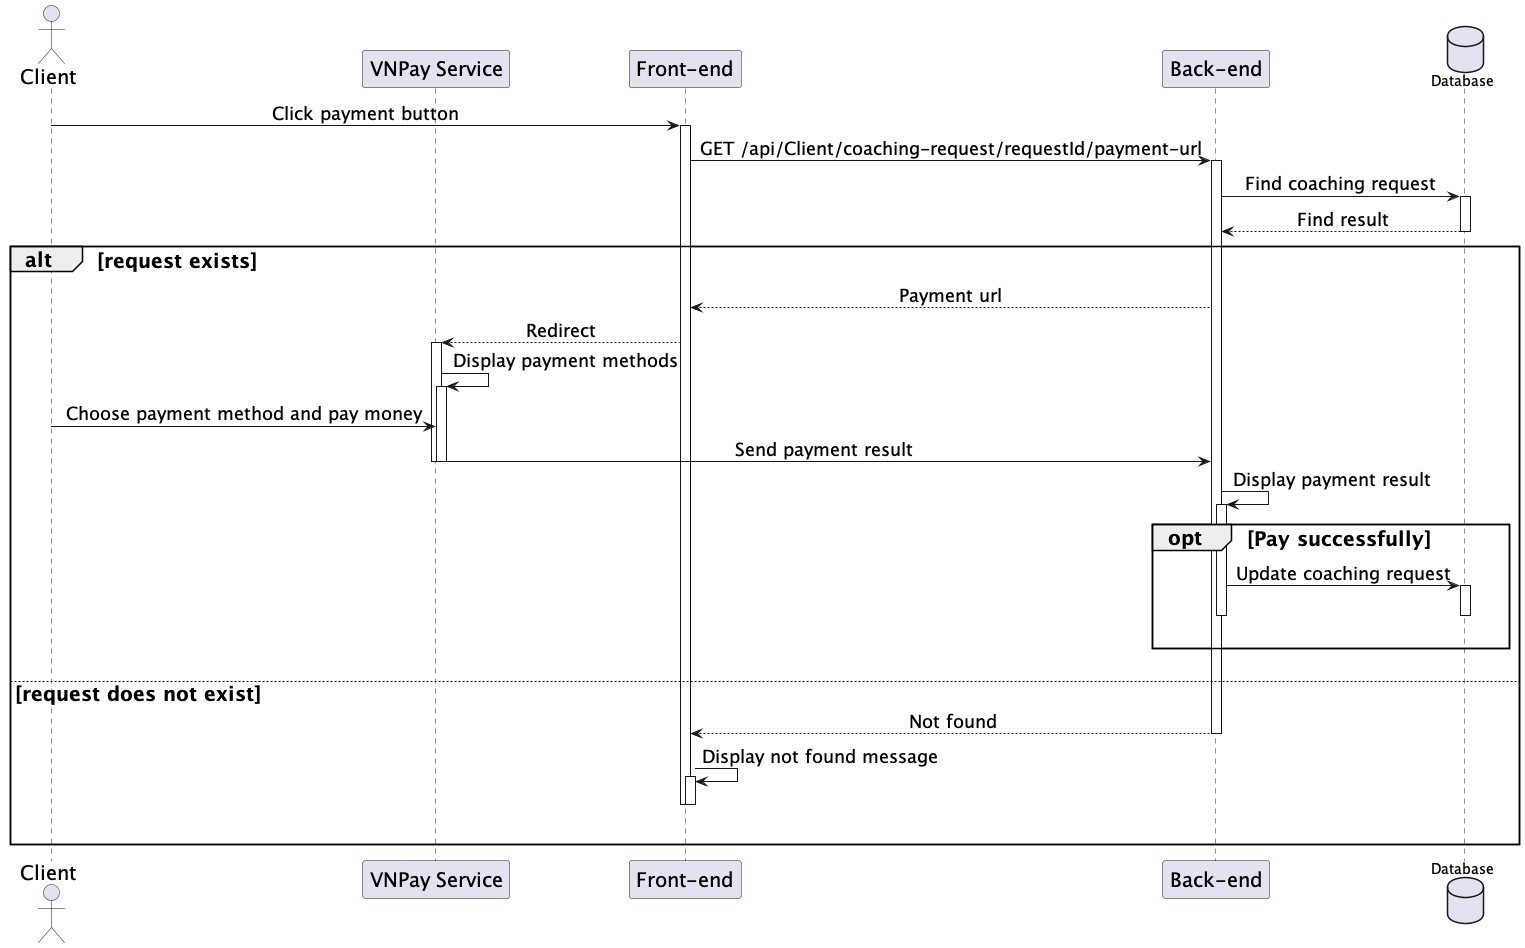 Client
VNPay Service
Front-end
Back-end
Database
Click payment button
GET /api/Client/coaching-request/requestId/payment-url
Find coaching request
Find result
alt [request exists]
Payment url
Redirect
Display payment methods
Choose payment method and pay money
Send payment result
Display payment result
opt [Pay successfully]
Update coaching request
[request does not exist]
Not found
Display not found message
Client
VNPay Service
Front-end
Back-end
Database